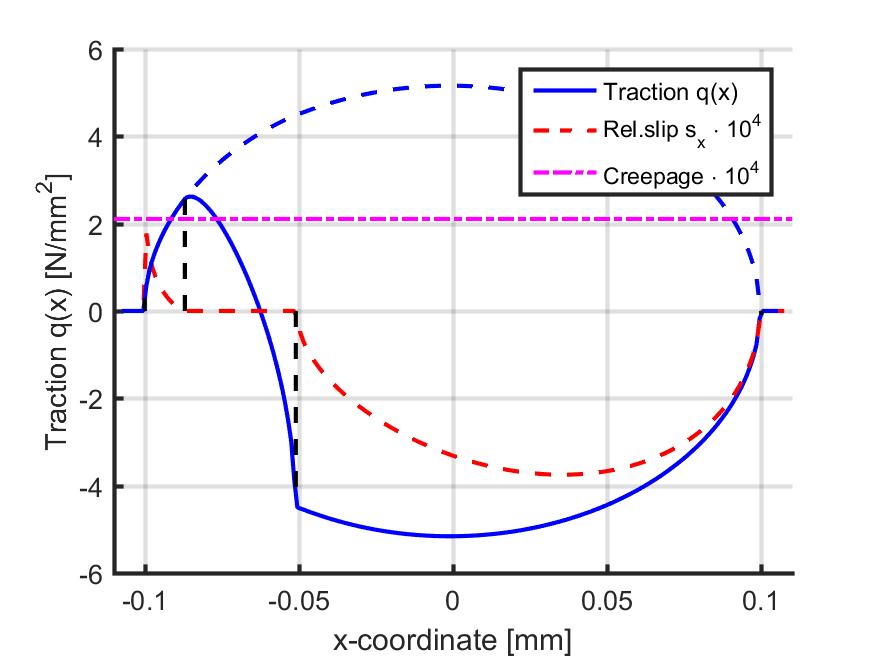 6
4
2
0
-2
-4
-6
Traction q(x) [N/mm²]
Traction q(x)
Rel.slip sₓ · 10⁴
Creepage · 10⁴
-0.1
-0.05
0
0.05
0.1
x-coordinate [mm]